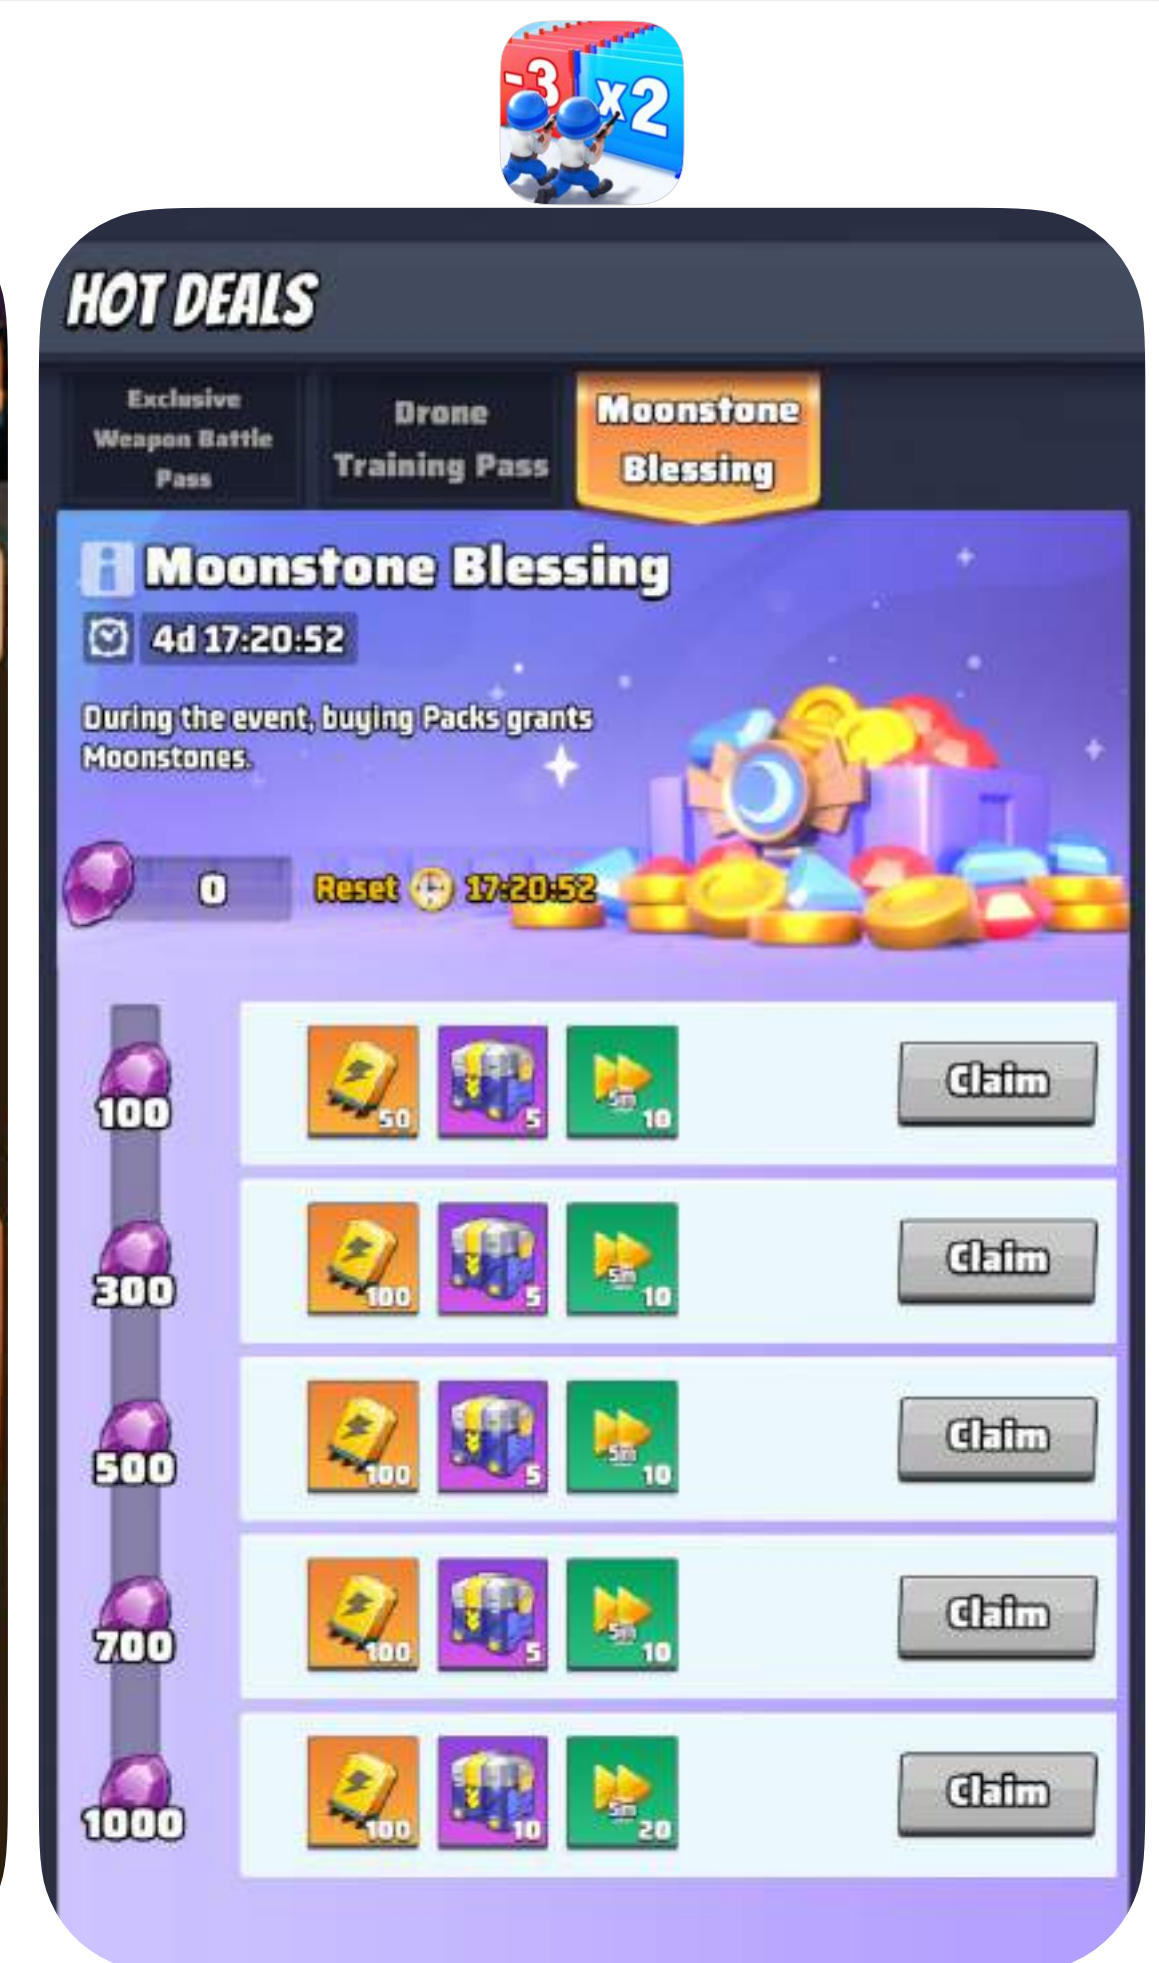 -3
x2
HOT DEALS
Exclusive
Weapon Battle
Pass
Drone
Training Pass
Moonstone
Blessing
Moonstone Blessing
4d 17:20:52
During the event, buying Packs grants
Moonstones.
0
Reset 17:20:52
100
50
5
5m
10
Claim
300
100
5
5m
10
Claim
500
100
5
5m
10
Claim
700
100
5
5m
10
Claim
1000
100
10
5m
20
Claim